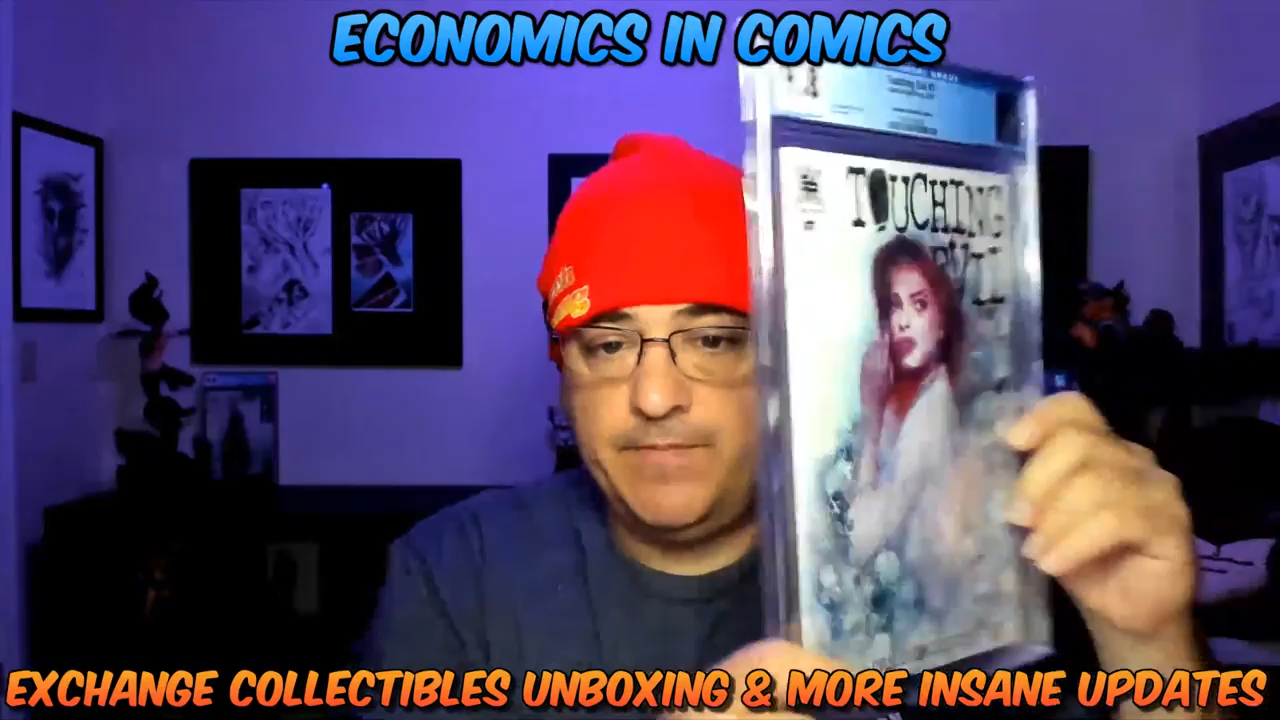 ECONOMICS IN COMICS
TOUCHING
EVIL
EXCHANGE COLLECTIBLES UNBOXING & MORE INSANE UPDATES